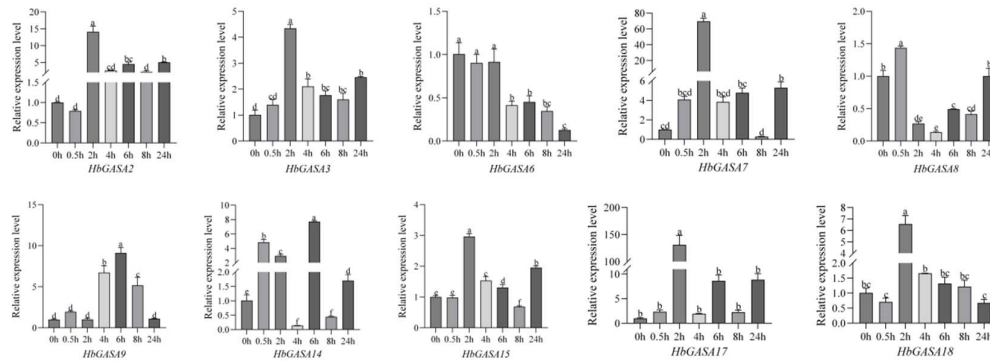 Relative expression level
20
15
10
5
1.5
1.0
0.5
0.0
d d a cd bc b
0h 0.5h 2h 4h 6h 8h 24h
HbGASA2
Relative expression level
5
4
3
2
1
0
d cd a b bc bc b
0h 0.5h 2h 4h 6h 8h 24h
HbGASA3
Relative expression level
1.5
1.0
0.5
0.0
a a a b b bc c
0h 0.5h 2h 4h 6h 8h 24h
HbGASA6
Relative expression level
80
70
60
8
6
4
2
0
cd bcd a bcd bc d b
0h 0.5h 2h 4h 6h 8h 24h
HbGASA7
Relative expression level
2.0
1.5
1.0
0.5
0.0
b a d e c c b
0h 0.5h 2h 4h 6h 8h 24h
HbGASA8
Relative expression level
15
10
5
0
d d d b a c d
0h 0.5h 2h 4h 6h 8h 24h
HbGASA9
Relative expression level
10
8
6
4
2
2.0
1.5
1.0
0.5
0.0
e b c f a f d
0h 0.5h 2h 4h 6h 8h 24h
HbGASA14
Relative expression level
4
3
2
1
0
e e a c d f b
0h 0.5h 2h 4h 6h 8h 24h
HbGASA15
Relative expression level
200
150
100
10
5
0
b b a b b b b
0h 0.5h 2h 4h 6h 8h 24h
HbGASA17
Relative expression level
8
7
6
5
4
2.0
1.5
1.0
0.5
0.0
bc c a b bc bc c
0h 0.5h 2h 4h 6h 8h 24h
HbGASA18